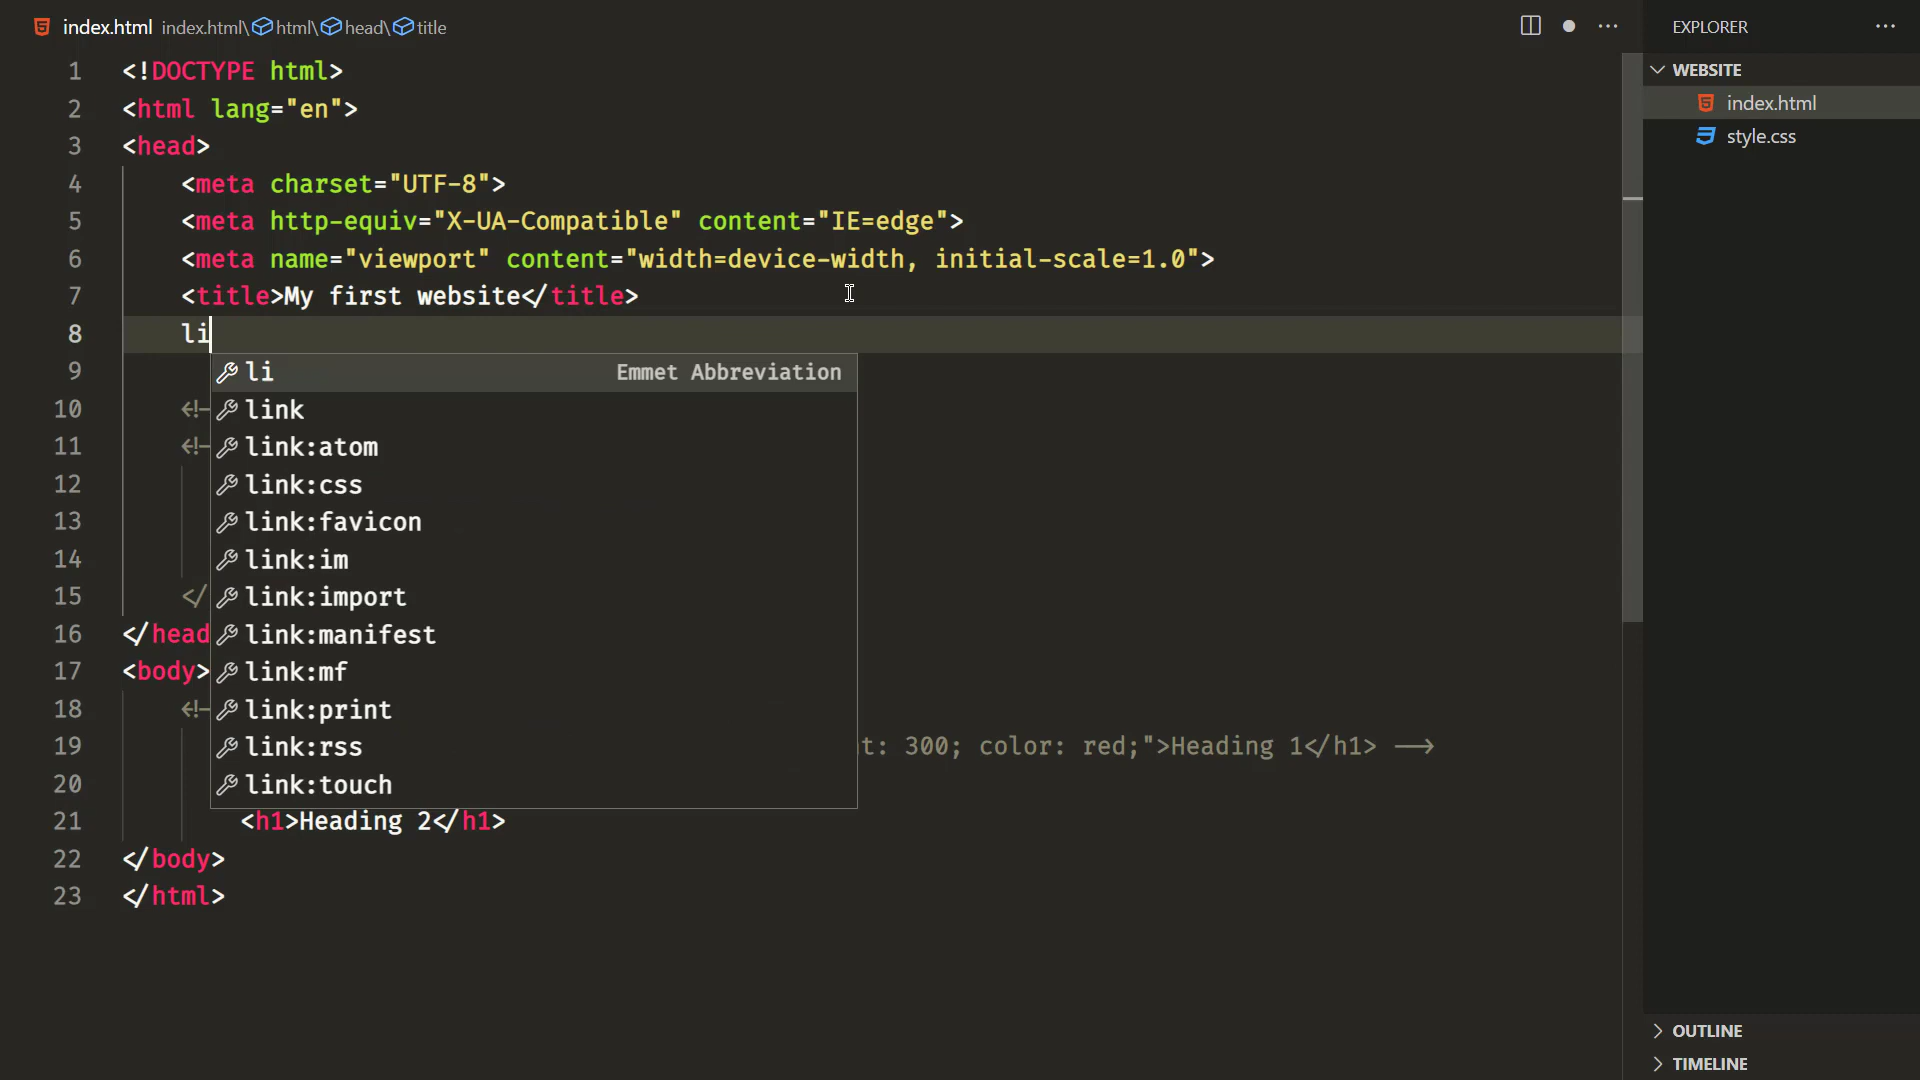 index.html index.html\html\head\title
EXPLORER
WEBSITE
index.html
style.css
1 <!DOCTYPE html>
2 <html lang="en">
3 <head>
4 <meta charset="UTF-8">
5 <meta http-equiv="X-UA-Compatible" content="IE=edge">
6 <meta name="viewport" content="width=device-width, initial-scale=1.0">
7 <title>My first website</title>
8 li
9 li Emmet Abbreviation
10 <!- link
11 <!- link:atom
12 link:css
13 link:favicon
14 link:im
15 </ link:import
16 </head link:manifest
17 <body> link:mf
18 <!- link:print
19 link:rss t: 300; color: red;">Heading 1</h1> -->
20 link:touch
21 <h1>Heading 2</h1>
22 </body>
23 </html>
OUTLINE
TIMELINE